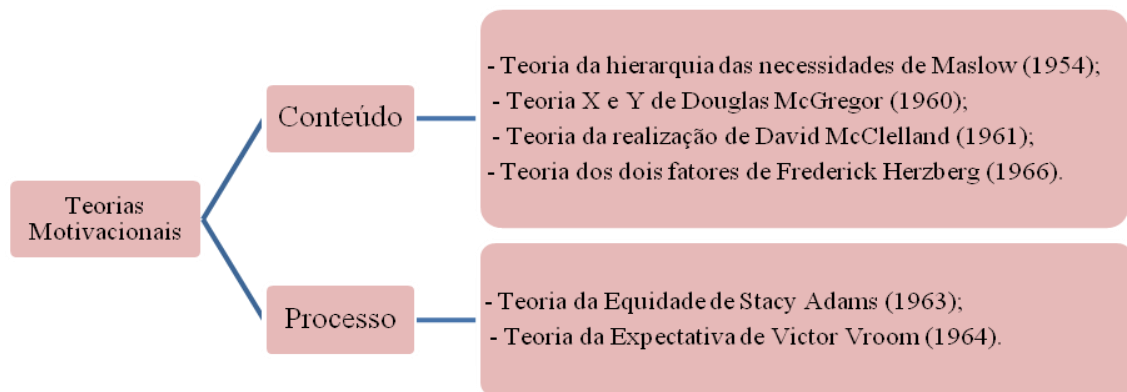 Teorias
Motivacionais
Conteúdo
- Teoria da hierarquia das necessidades de Maslow (1954);
- Teoria X e Y de Douglas McGregor (1960);
- Teoria da realização de David McClelland (1961);
- Teoria dos dois fatores de Frederick Herzberg (1966).
Processo
- Teoria da Equidade de Stacy Adams (1963);
- Teoria da Expectativa de Victor Vroom (1964).